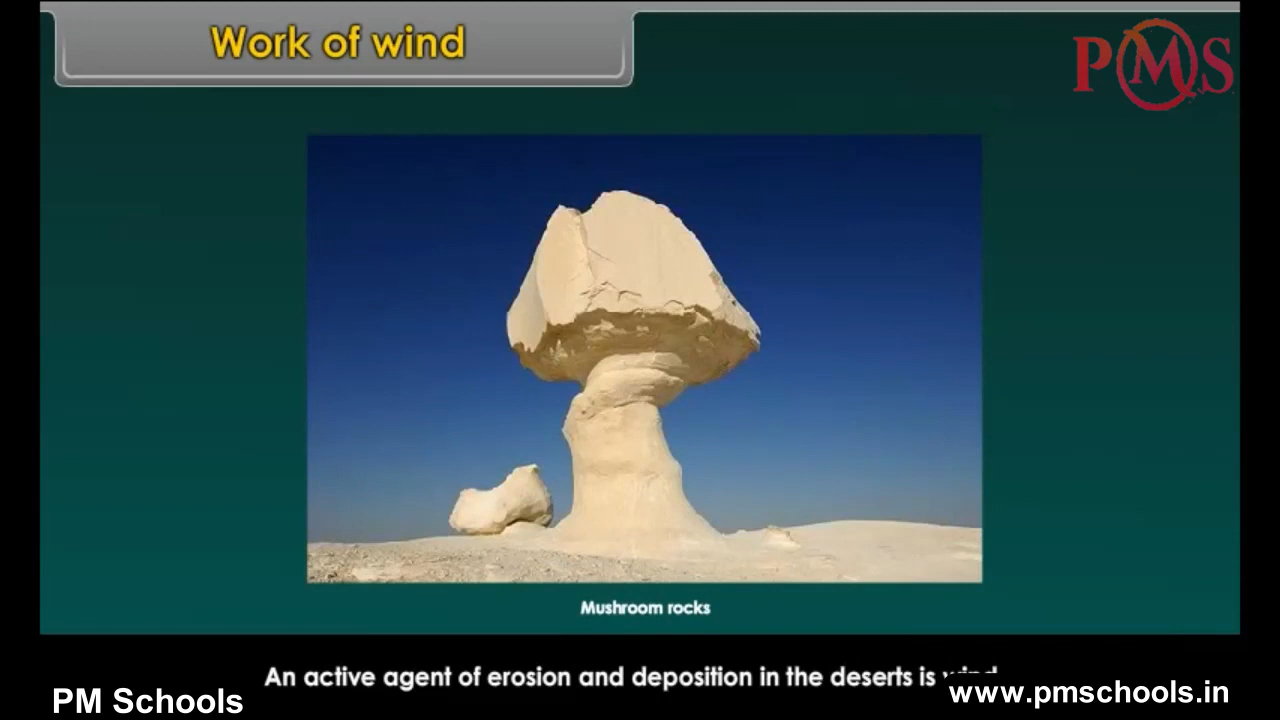 Work of wind
PMS
Mushroom rocks
An active agent of erosion and deposition in the deserts is
PM Schools
www.pmschools.in